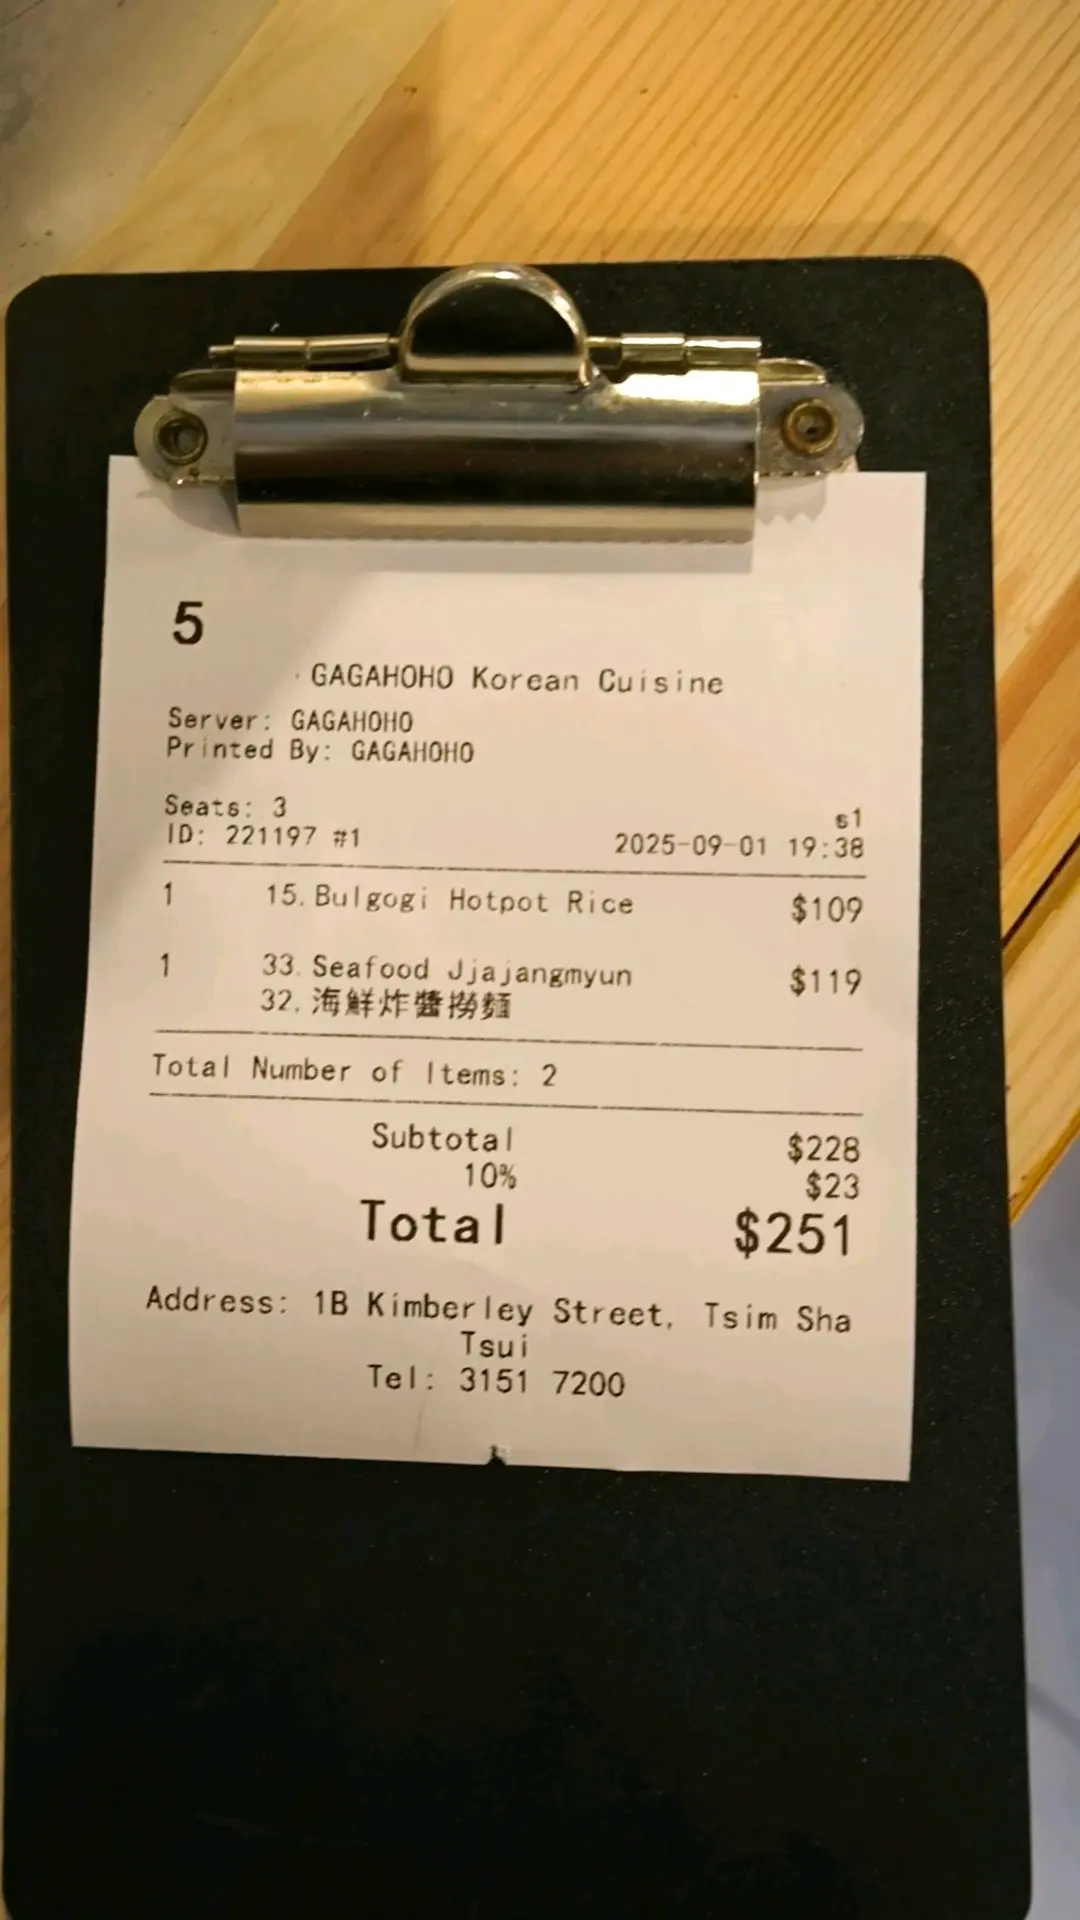 5
GAGAHOHO Korean Cuisine
Server: GAGAHOHO
Printed By: GAGAHOHO
Seats: 3 s1
ID: 221197 #1 2025-09-01 19:38
1 15. Bulgogi Hotpot Rice $109
1 33. Seafood Jjajangmyun $119
32. 海鮮炸醬撈麵
Total Number of Items: 2
Subtotal $228
10% $23
Total $251
Address: 1B Kimberley Street, Tsim Sha
Tsui
Tel: 3151 7200